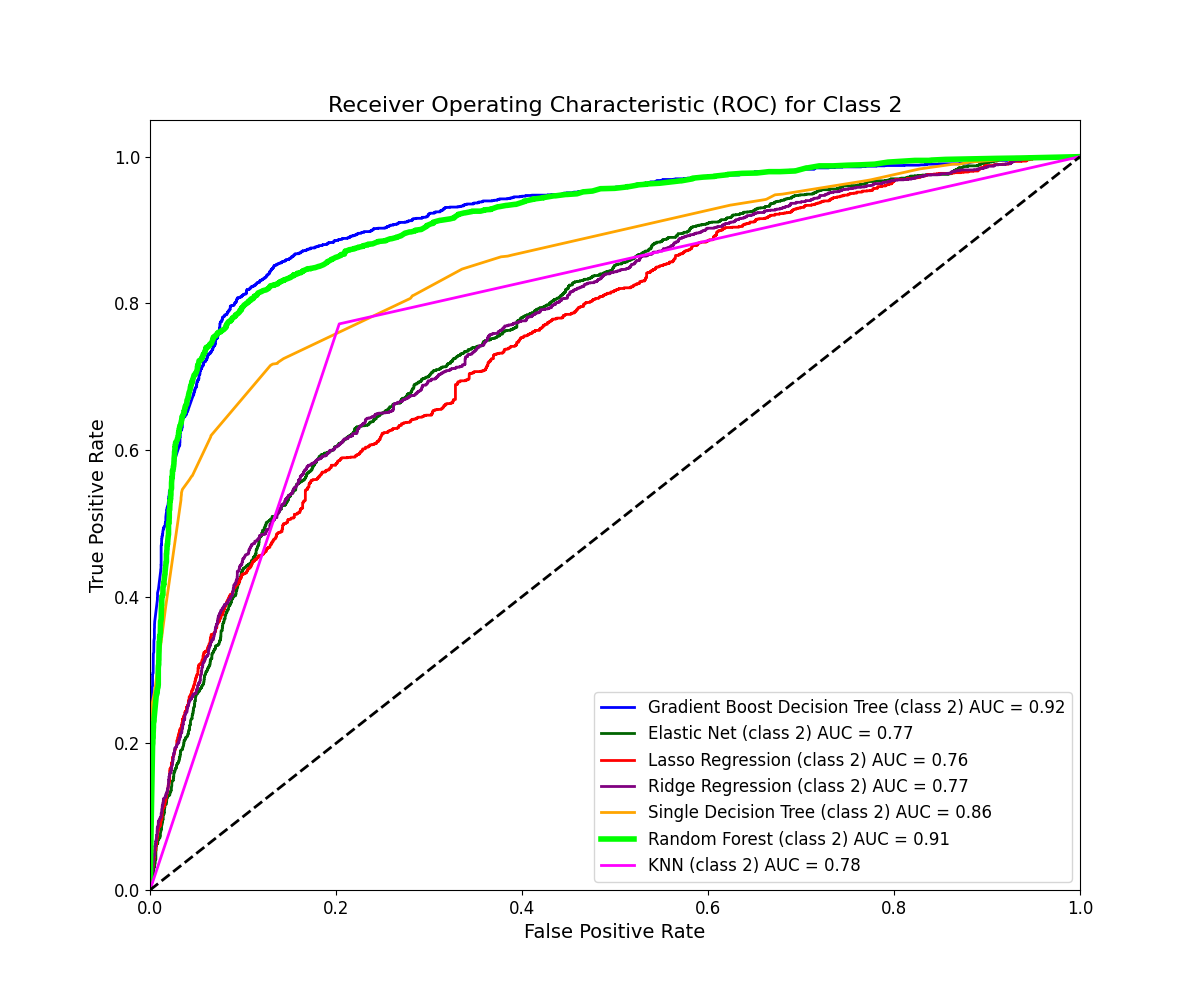 Receiver Operating Characteristic (ROC) for Class 2
True Positive Rate
1.0
0.8
0.6
0.4
0.2
0.0
Gradient Boost Decision Tree (class 2) AUC = 0.92
Elastic Net (class 2) AUC = 0.77
Lasso Regression (class 2) AUC = 0.76
Ridge Regression (class 2) AUC = 0.77
Single Decision Tree (class 2) AUC = 0.86
Random Forest (class 2) AUC = 0.91
KNN (class 2) AUC = 0.78
0.0 0.2 0.4 0.6 0.8 1.0
False Positive Rate